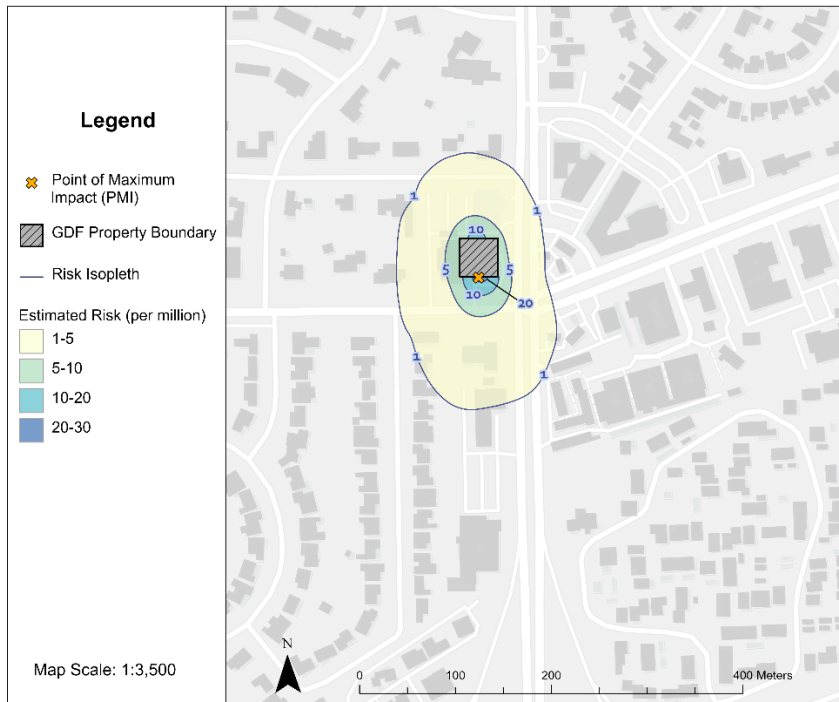 Legend
Point of Maximum
Impact (PMI)
GDF Property Boundary
Risk Isopleth
Estimated Risk (per million)
1-5
5-10
10-20
20-30
Map Scale: 1:3,500
1
1
10
5
5
10
20
1
1
N
0
100
200
400 Meters